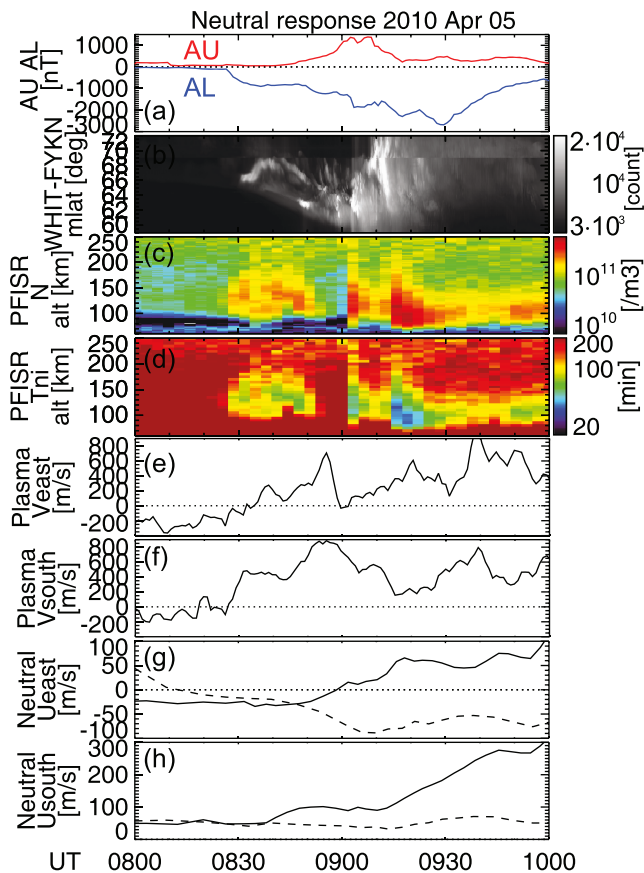 Neutral response 2010 Apr 05
AU AL
[nT]
1000
0
-1000
-2000
-3000
AU
AL
(a)
WHIT-FYKN
mlat [deg]
72
70
68
66
64
62
60
(b)
2·10⁴
10⁴
3·10³
[count]
PFISR
N
alt [km]
250
200
150
100
(c)
10¹¹
10¹⁰
[/m3]
PFISR
Tni
alt [km]
250
200
150
100
(d)
200
100
20
[min]
Plasma
Veast
[m/s]
800
600
400
200
0
-200
(e)
Plasma
Vsouth
[m/s]
800
600
400
200
0
-200
(f)
Neutral
Ueast
[m/s]
100
50
0
-50
-100
(g)
Neutral
Usouth
[m/s]
300
200
100
0
(h)
UT
0800
0830
0900
0930
1000